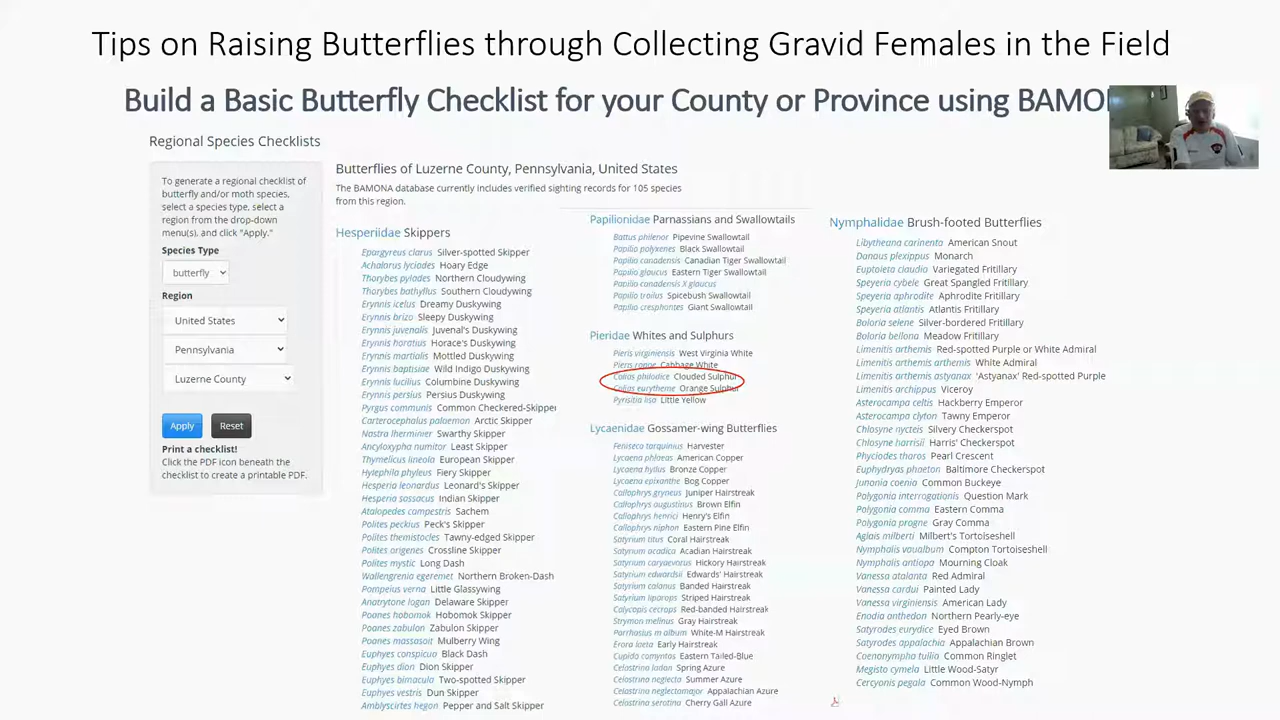 Tips on Raising Butterflies through Collecting Gravid Females in the Field
Build a Basic Butterfly Checklist for your County or Province using BAMO
Regional Species Checklists
To generate a regional checklist of
butterfly and/or moth species,
select a species type, select a
region from the drop-down
menu(s), and click "Apply."
Species Type
butterfly
Region
United States
Pennsylvania
Luzerne County
Apply Reset
Print a checklist!
Click the PDF icon beneath the
checklist to create a printable PDF.
Butterflies of Luzerne County, Pennsylvania, United States
The BAMONA database currently includes verified sighting records for 105 species
from this region.
Hesperiidae Skippers
Epargyreus clarus Silver-spotted Skipper
Achalarus lyciades Hoary Edge
Thorybes pylades Northern Cloudywing
Thorybes bathyllus Southern Cloudywing
Erynnis icelus Dreamy Duskywing
Erynnis brizo Sleepy Duskywing
Erynnis juvenalis Juvenal's Duskywing
Erynnis horatius Horace's Duskywing
Erynnis martialis Mottled Duskywing
Erynnis baptisiae Wild Indigo Duskywing
Erynnis lucilius Columbine Duskywing
Erynnis persius Persius Duskywing
Pyrgus communis Common Checkered-Skipper
Carterocephalus palaemon Arctic Skipper
Nastra lherminier Swarthy Skipper
Ancyloxypha numitor Least Skipper
Thymelicus lineola European Skipper
Hylephila phyleus Fiery Skipper
Hesperia leonardus Leonard's Skipper
Hesperia sassacus Indian Skipper
Atalopedes campestris Sachem
Polites peckius Peck's Skipper
Polites themistocles Tawny-edged Skipper
Polites origenes Crossline Skipper
Polites mystic Long Dash
Wallengrenia egeremet Northern Broken-Dash
Pompeius verna Little Glassywing
Anatrytone logan Delaware Skipper
Poanes hobomok Hobomok Skipper
Poanes zabulon Zabulon Skipper
Poanes massasoit Mulberry Wing
Euphyes conspicua Black Dash
Euphyes dion Dion Skipper
Euphyes bimacula Two-spotted Skipper
Euphyes vestris Dun Skipper
Amblyscirtes hegon Pepper and Salt Skipper
Papilionidae Parnassians and Swallowtails
Battus philenor Pipevine Swallowtail
Papilio polyxenes Black Swallowtail
Papilio canadensis Canadian Tiger Swallowtail
Papilio glaucus Eastern Tiger Swallowtail
Papilio canadensis X glaucus
Papilio troilus Spicebush Swallowtail
Papilio cresphontes Giant Swallowtail
Pieridae Whites and Sulphurs
Pieris virginiensis West Virginia White
Pieris rapae Cabbage White
Colias philodice Clouded Sulphur
Colias eurytheme Orange Sulphur
Pyrisitia lisa Little Yellow
Lycaenidae Gossamer-wing Butterflies
Feniseca tarquinius Harvester
Lycaena phlaeas American Copper
Lycaena hyllus Bronze Copper
Lycaena epixanthe Bog Copper
Callophrys gryneus Juniper Hairstreak
Callophrys augustinus Brown Elfin
Callophrys henrici Henry's Elfin
Callophrys niphon Eastern Pine Elfin
Satyrium titus Coral Hairstreak
Satyrium acadica Acadian Hairstreak
Satyrium caryaevorus Hickory Hairstreak
Satyrium edwardsii Edwards' Hairstreak
Satyrium calanus Banded Hairstreak
Satyrium liparops Striped Hairstreak
Calycopis cecrops Red-banded Hairstreak
Strymon melinus Gray Hairstreak
Parrhasius m album White-M Hairstreak
Erora laeta Early Hairstreak
Cupido comyntas Eastern Tailed-Blue
Celastrina ladon Spring Azure
Celastrina neglecta Summer Azure
Celastrina neglectamajor Appalachian Azure
Celastrina serotina Cherry Gall Azure
Nymphalidae Brush-footed Butterflies
Libytheana carinenta American Snout
Danaus plexippus Monarch
Euptoieta claudia Variegated Fritillary
Speyeria cybele Great Spangled Fritillary
Speyeria aphrodite Aphrodite Fritillary
Speyeria atlantis Atlantis Fritillary
Boloria selene Silver-bordered Fritillary
Boloria bellona Meadow Fritillary
Limenitis arthemis Red-spotted Purple or White Admiral
Limenitis arthemis arthemis White Admiral
Limenitis arthemis astyanax 'Astyanax' Red-spotted Purple
Limenitis archippus Viceroy
Asterocampa celtis Hackberry Emperor
Asterocampa clyton Tawny Emperor
Chlosyne nycteis Silvery Checkerspot
Chlosyne harrisii Harris' Checkerspot
Phyciodes tharos Pearl Crescent
Euphydryas phaeton Baltimore Checkerspot
Junonia coenia Common Buckeye
Polygonia interrogationis Question Mark
Polygonia comma Eastern Comma
Polygonia progne Gray Comma
Aglais milberti Milbert's Tortoiseshell
Nymphalis vaualbum Compton Tortoiseshell
Nymphalis antiopa Mourning Cloak
Vanessa atalanta Red Admiral
Vanessa cardui Painted Lady
Vanessa virginiensis American Lady
Enodia anthedon Northern Pearly-eye
Satyrodes eurydice Eyed Brown
Satyrodes appalachia Appalachian Brown
Coenonympha tullia Common Ringlet
Megisto cymela Little Wood-Satyr
Cercyonis pegala Common Wood-Nymph